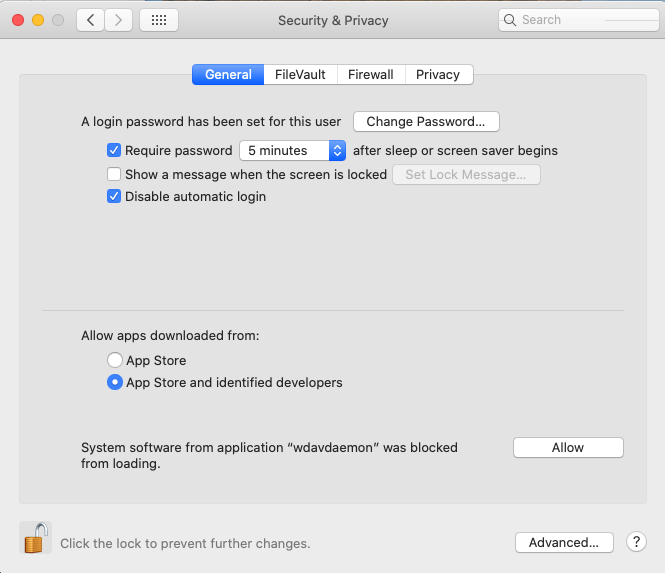 Security & Privacy
Search
General
FileVault
Firewall
Privacy
A login password has been set for this user
Change Password...
Require password
5 minutes
after sleep or screen saver begins
Show a message when the screen is locked
Set Lock Message...
Disable automatic login
Allow apps downloaded from:
App Store
App Store and identified developers
System software from application “wdavdaemon” was blocked
from loading.
Allow
Click the lock to prevent further changes.
Advanced...
?